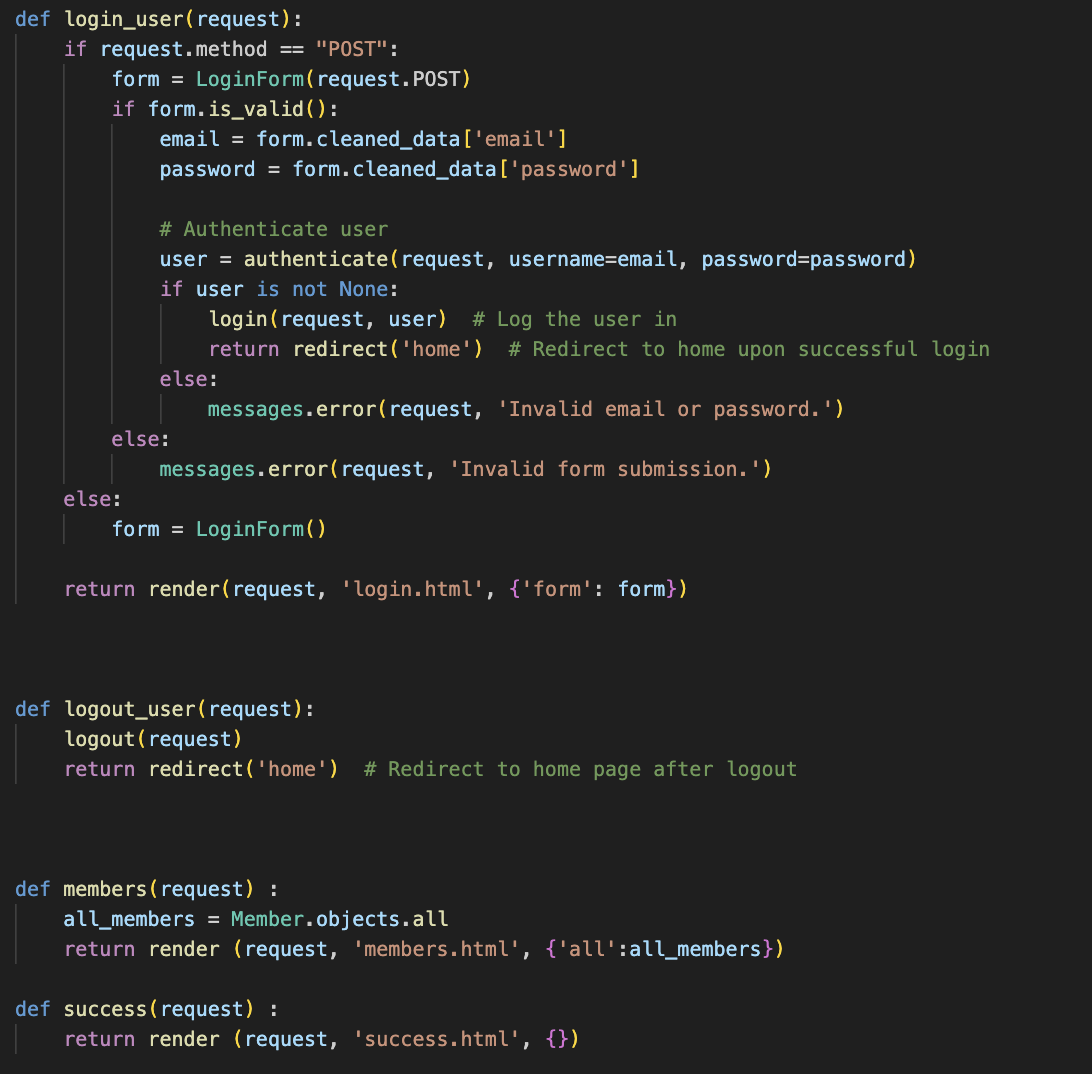 def login_user(request):
    if request.method == "POST":
        form = LoginForm(request.POST)
        if form.is_valid():
            email = form.cleaned_data['email']
            password = form.cleaned_data['password']

            # Authenticate user
            user = authenticate(request, username=email, password=password)
            if user is not None:
                login(request, user)  # Log the user in
                return redirect('home')  # Redirect to home upon successful login
            else:
                messages.error(request, 'Invalid email or password.')
        else:
            messages.error(request, 'Invalid form submission.')
    else:
        form = LoginForm()

    return render(request, 'login.html', {'form': form})



def logout_user(request):
    logout(request)
    return redirect('home')  # Redirect to home page after logout



def members(request) :
    all_members = Member.objects.all
    return render (request, 'members.html', {'all':all_members})

def success(request) :
    return render (request, 'success.html', {})